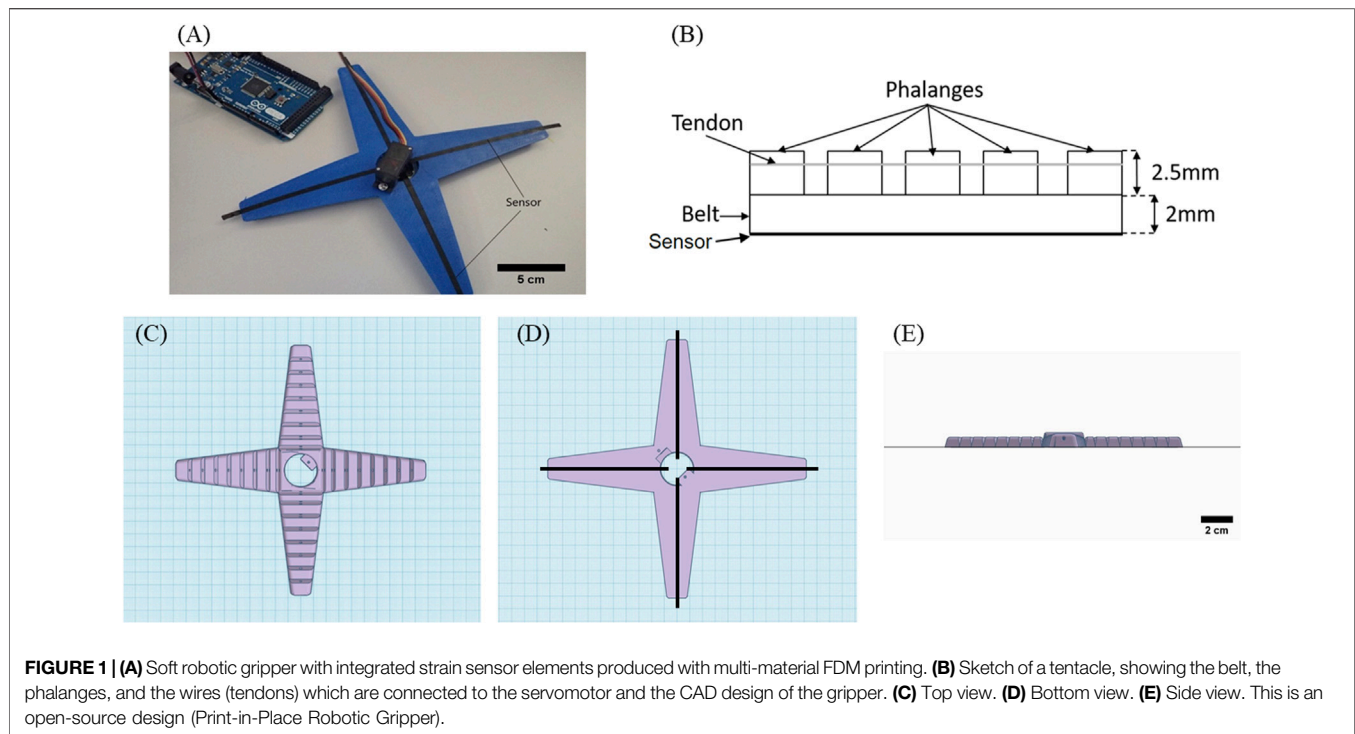 (A)
Sensor
5 cm
(B)
Phalanges
Tendon
2.5mm
Belt
2mm
Sensor
(C)
(D)
(E)
2 cm
FIGURE 1 | (A) Soft robotic gripper with integrated strain sensor elements produced with multi-material FDM printing. (B) Sketch of a tentacle, showing the belt, the
phalanges, and the wires (tendons) which are connected to the servomotor and the CAD design of the gripper. (C) Top view. (D) Bottom view. (E) Side view. This is an
open-source design (Print-in-Place Robotic Gripper).